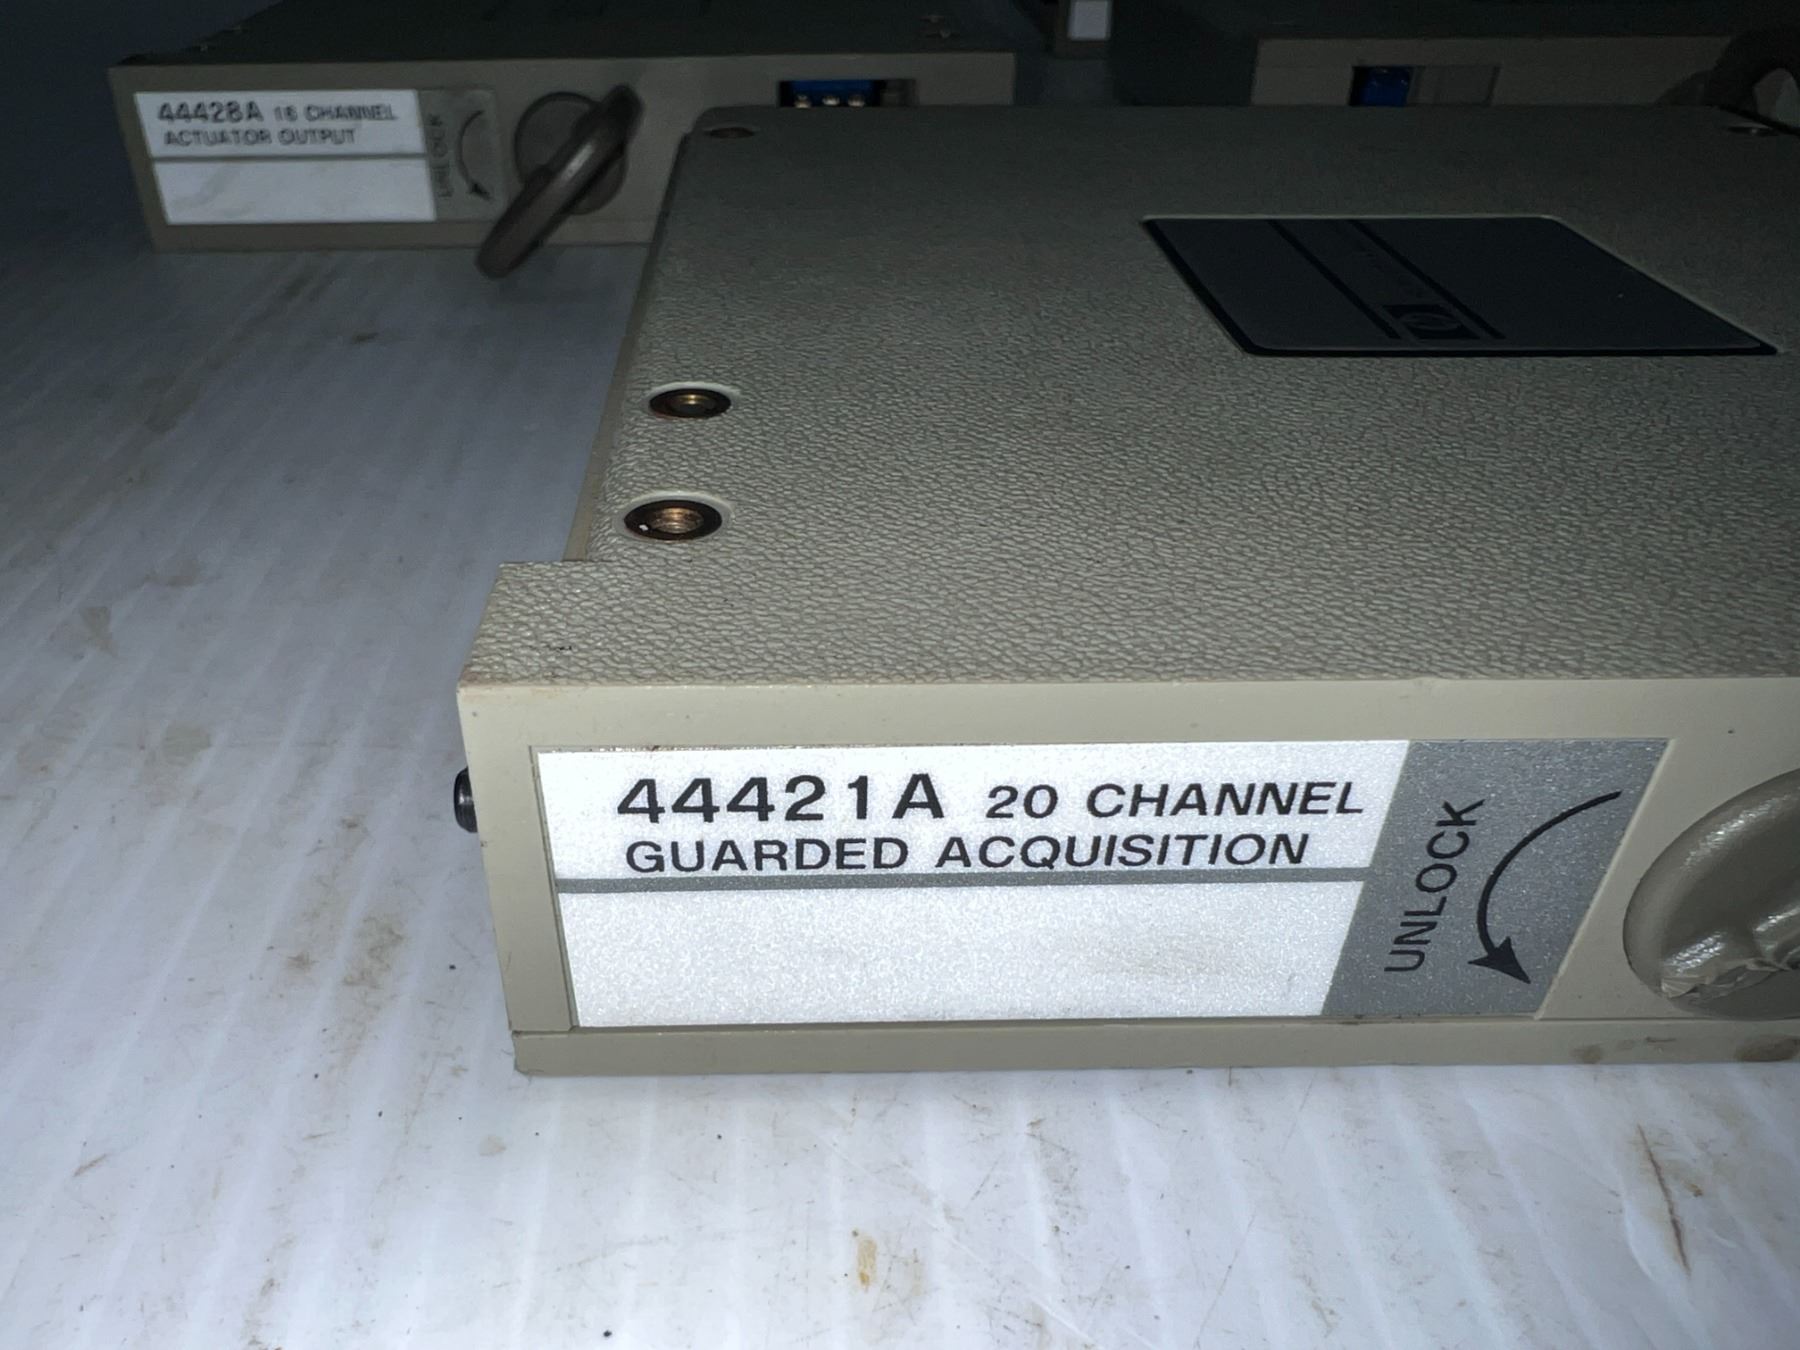 44428A 16 CHANNEL
ACTUATOR OUTPUT
UNLOCK
44421A 20 CHANNEL
GUARDED ACQUISITION
UNLOCK